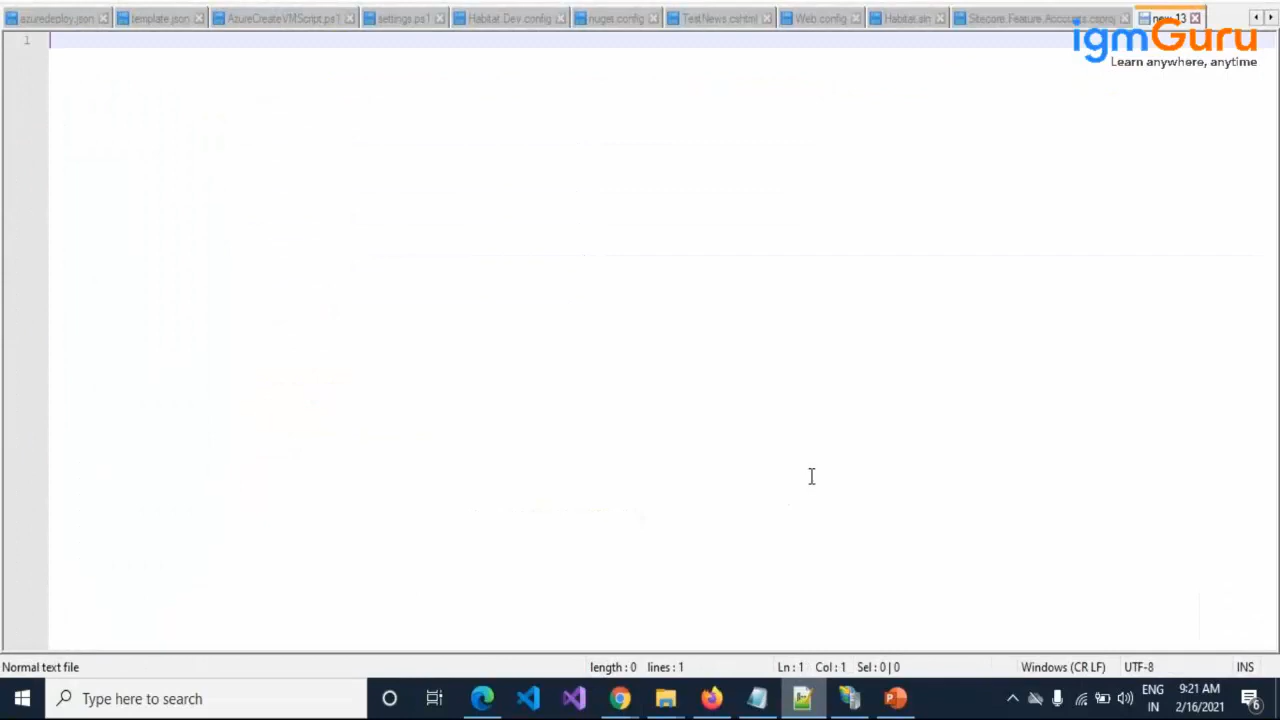 azuredeploy.json template.json AzureCreateVMScript.ps1 settings.ps1 Habitat.Dev.config nuget.config TestNews.cshtml Web.config Habitat.sln Sitecore.Feature.Accounts.csproj new 13
igmGuru
Learn anywhere, anytime
1
Normal text file length : 0 lines : 1 Ln : 1 Col : 1 Sel : 0 | 0 Windows (CR LF) UTF-8 INS
Type here to search
ENG
IN
9:21 AM
2/16/2021
6